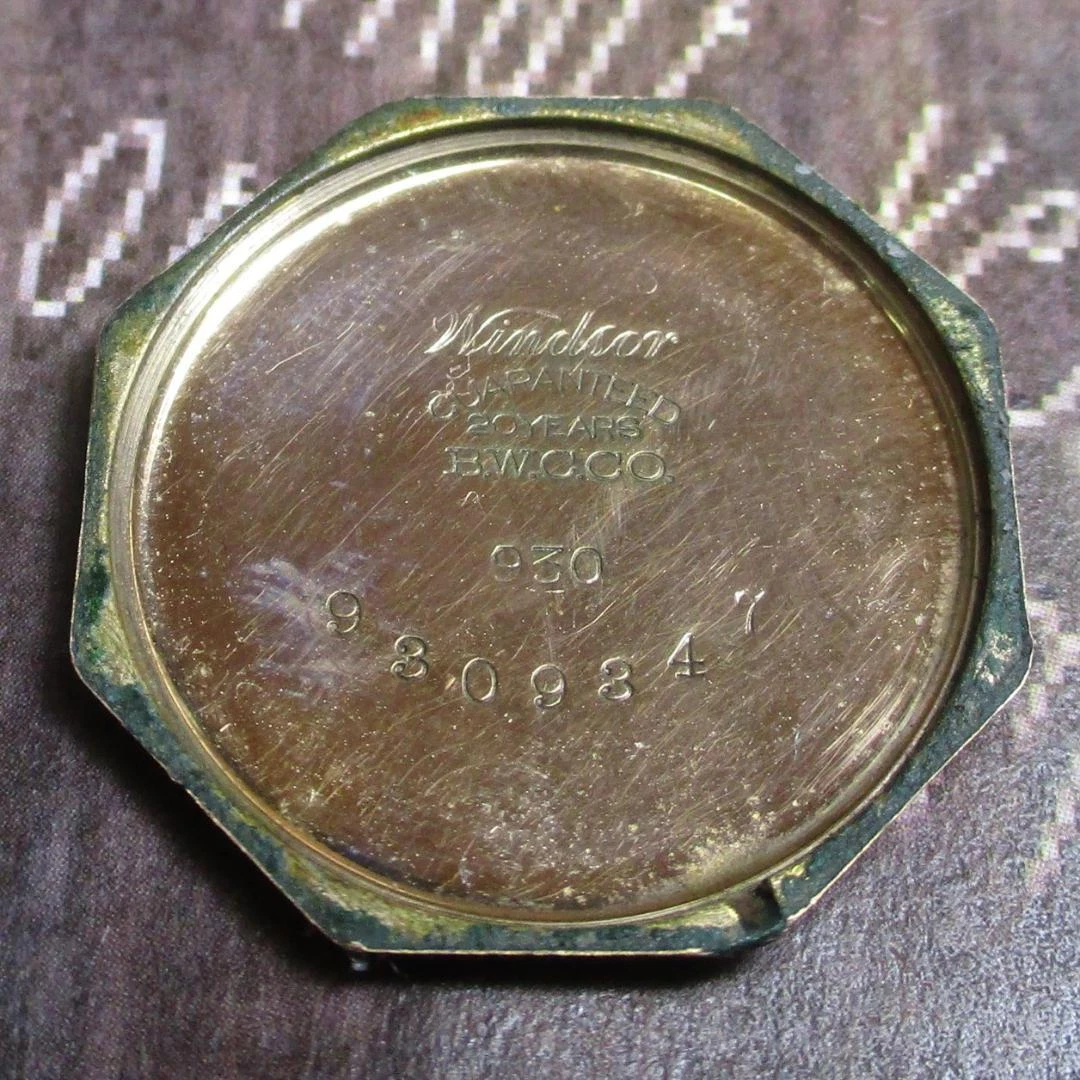 Windsor
GUARANTEED
20 YEARS
B.W.C.CO.
930
9309347